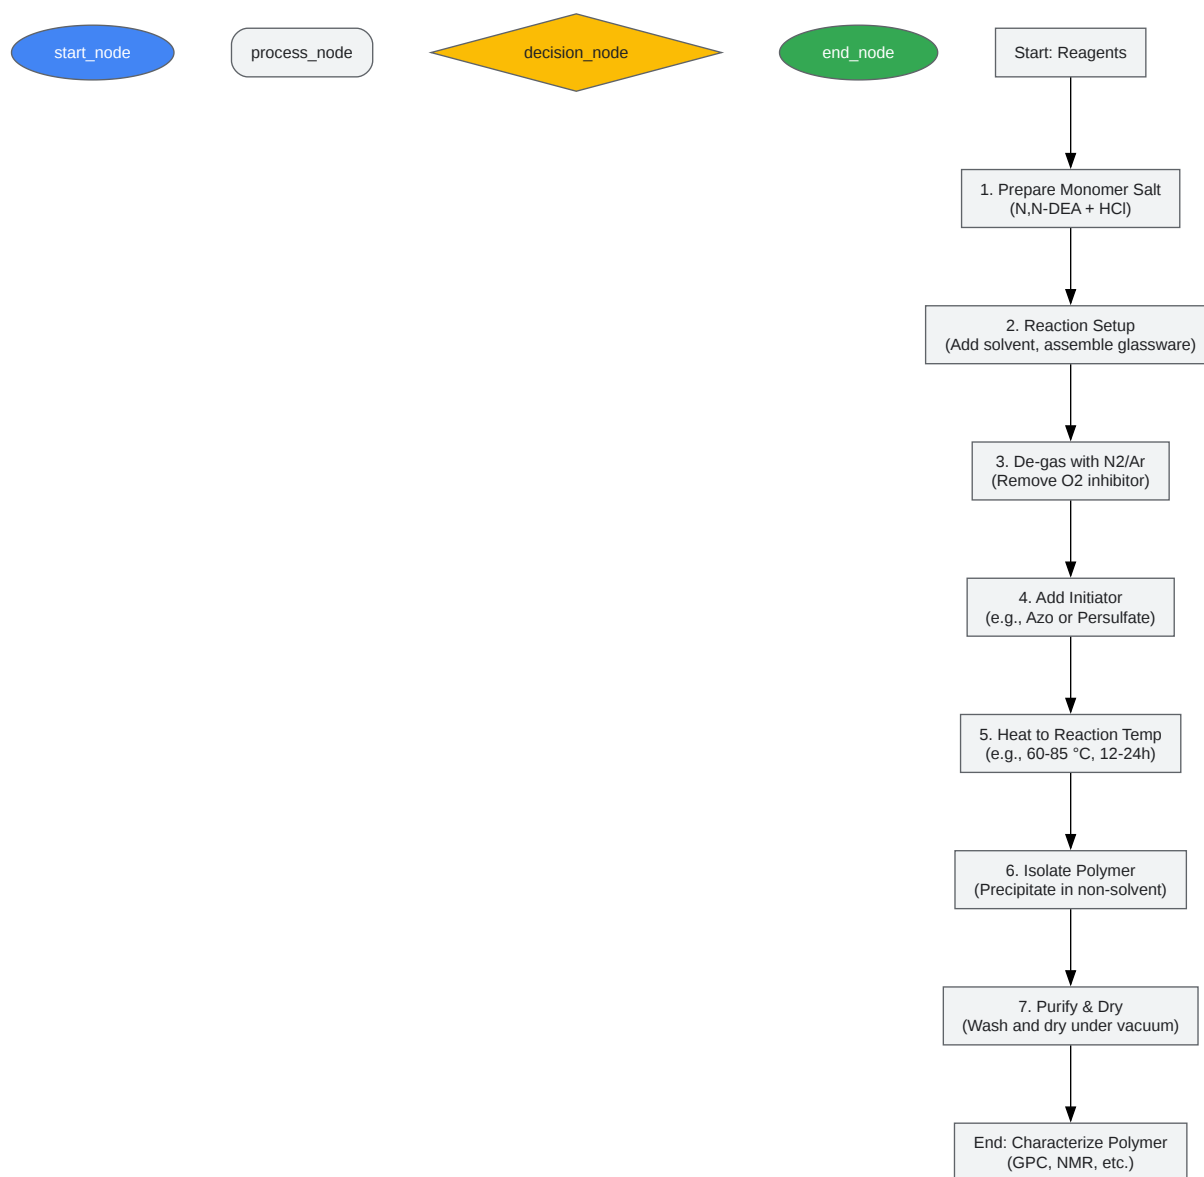 start_node
process_node
decision_node
end_node
Start: Reagents
1. Prepare Monomer Salt
(N,N-DEA + HCl)
2. Reaction Setup
(Add solvent, assemble glassware)
3. De-gas with N2/Ar
(Remove O2 inhibitor)
4. Add Initiator
(e.g., Azo or Persulfate)
5. Heat to Reaction Temp
(e.g., 60-85 °C, 12-24h)
6. Isolate Polymer
(Precipitate in non-solvent)
7. Purify & Dry
(Wash and dry under vacuum)
End: Characterize Polymer
(GPC, NMR, etc.)